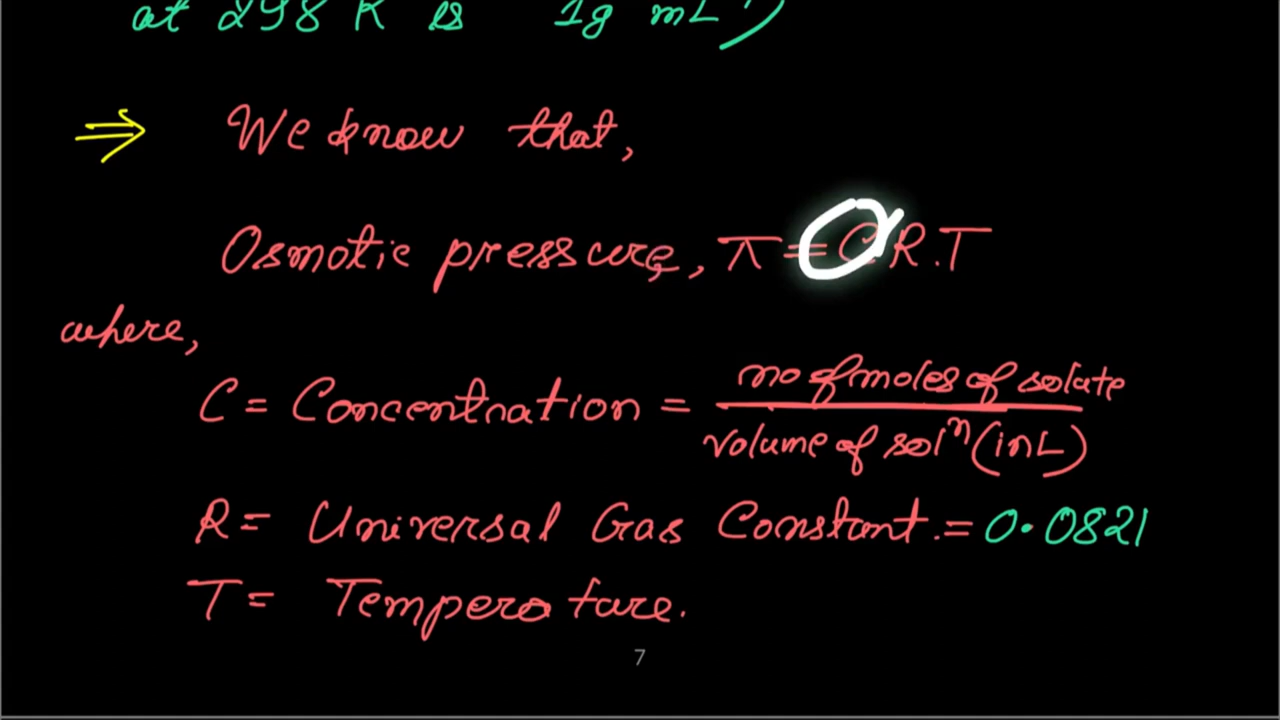 at 298 K is 1g mL⁻¹)
⇒ We know that,
Osmotic pressure, π = C R.T
where,
C = Concentration = no of moles of solute / volume of solⁿ (in L)
R = Universal Gas Constant. = 0.0821
T = Temperature.
7